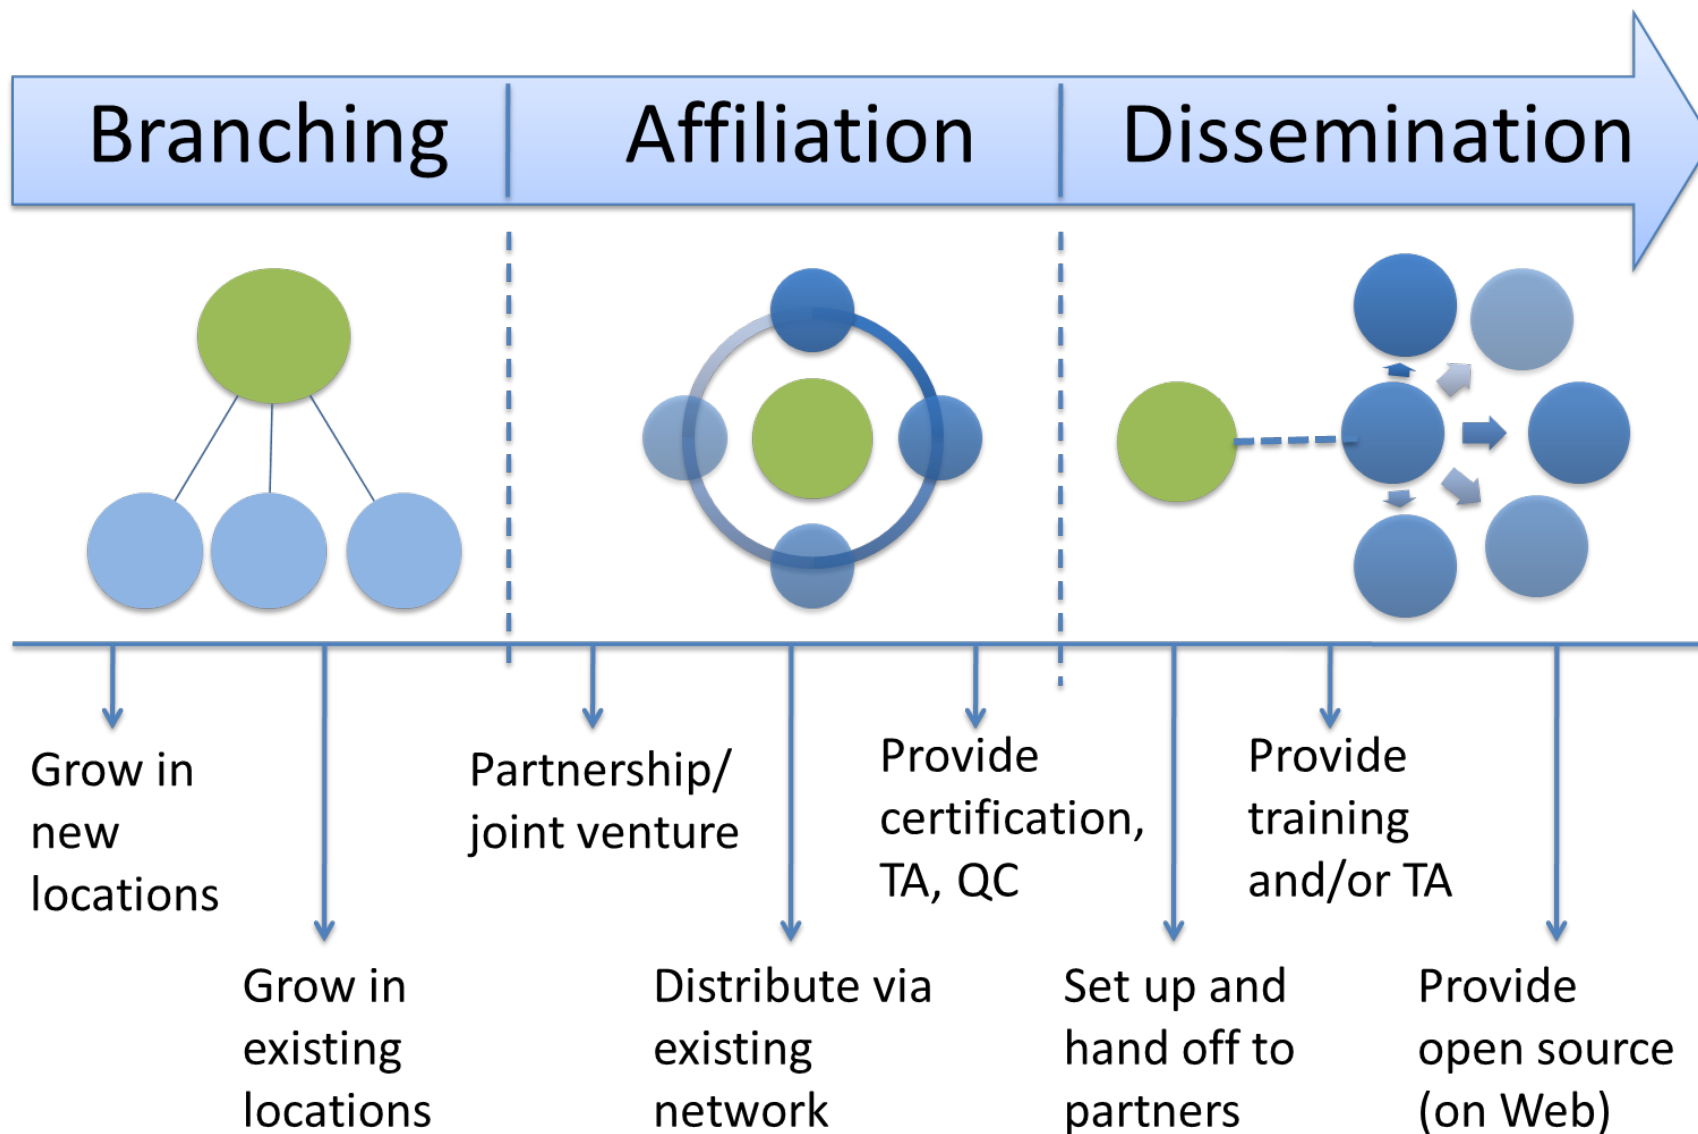 Branching
Affiliation
Dissemination
Grow in
new
locations
Grow in
existing
locations
Partnership/
joint venture
Distribute via
existing
network
Provide
certification,
TA, QC
Set up and
hand off to
partners
Provide
training
and/or TA
Provide
open source
(on Web)